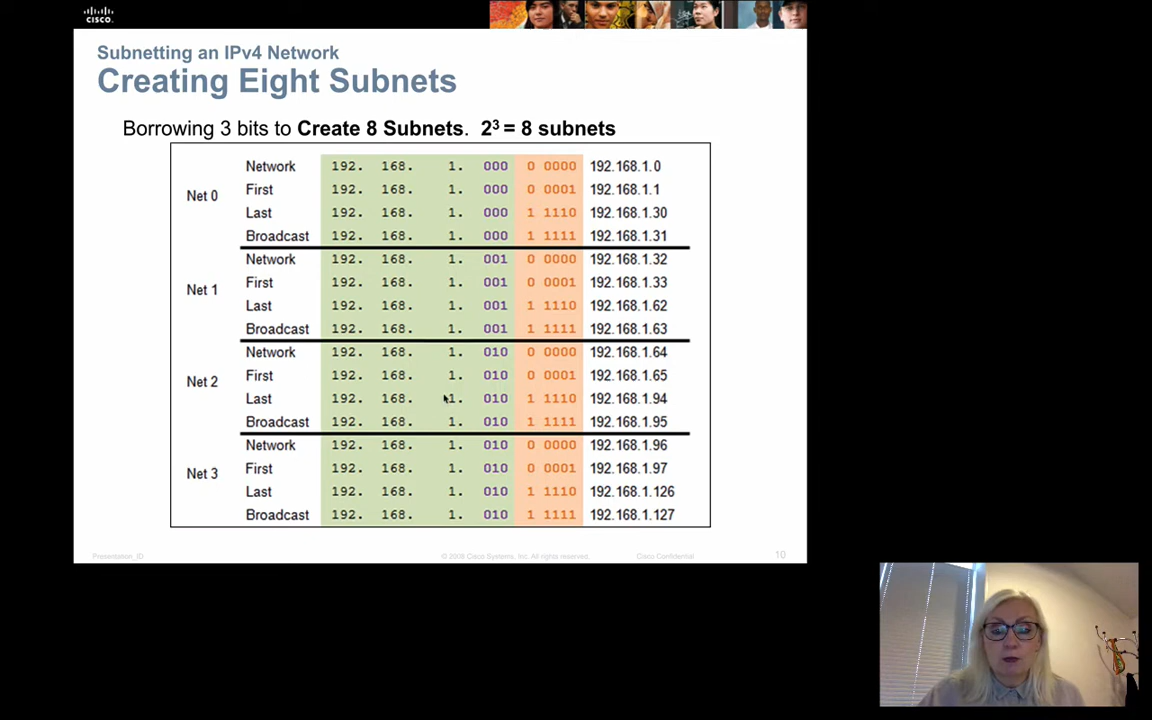 CISCO.
Subnetting an IPv4 Network
Creating Eight Subnets
Borrowing 3 bits to Create 8 Subnets. 2³ = 8 subnets
Net 0
Network 192. 168. 1. 000 0 0000 192.168.1.0
First 192. 168. 1. 000 0 0001 192.168.1.1
Last 192. 168. 1. 000 1 1110 192.168.1.30
Broadcast 192. 168. 1. 000 1 1111 192.168.1.31
Net 1
Network 192. 168. 1. 001 0 0000 192.168.1.32
First 192. 168. 1. 001 0 0001 192.168.1.33
Last 192. 168. 1. 001 1 1110 192.168.1.62
Broadcast 192. 168. 1. 001 1 1111 192.168.1.63
Net 2
Network 192. 168. 1. 010 0 0000 192.168.1.64
First 192. 168. 1. 010 0 0001 192.168.1.65
Last 192. 168. 1. 010 1 1110 192.168.1.94
Broadcast 192. 168. 1. 010 1 1111 192.168.1.95
Net 3
Network 192. 168. 1. 010 0 0000 192.168.1.96
First 192. 168. 1. 010 0 0001 192.168.1.97
Last 192. 168. 1. 010 1 1110 192.168.1.126
Broadcast 192. 168. 1. 010 1 1111 192.168.1.127
Presentation_ID © 2008 Cisco Systems, Inc. All rights reserved. Cisco Confidential 10